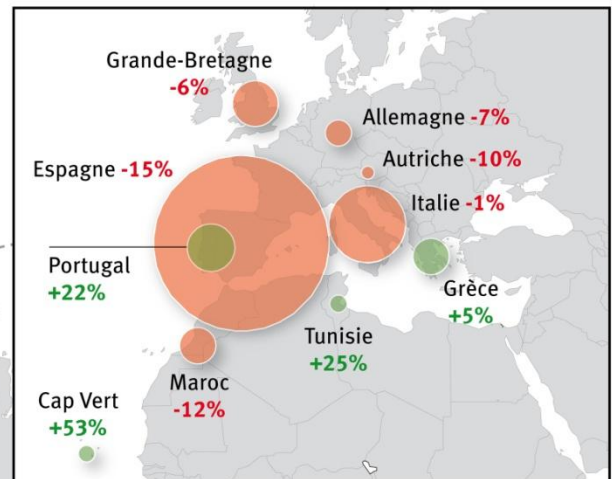 Grande-Bretagne
-6%
Allemagne -7%
Autriche -10%
Espagne -15%
Italie -1%
Portugal
+22%
Grèce
+5%
Tunisie
+25%
Maroc
-12%
Cap Vert
+53%